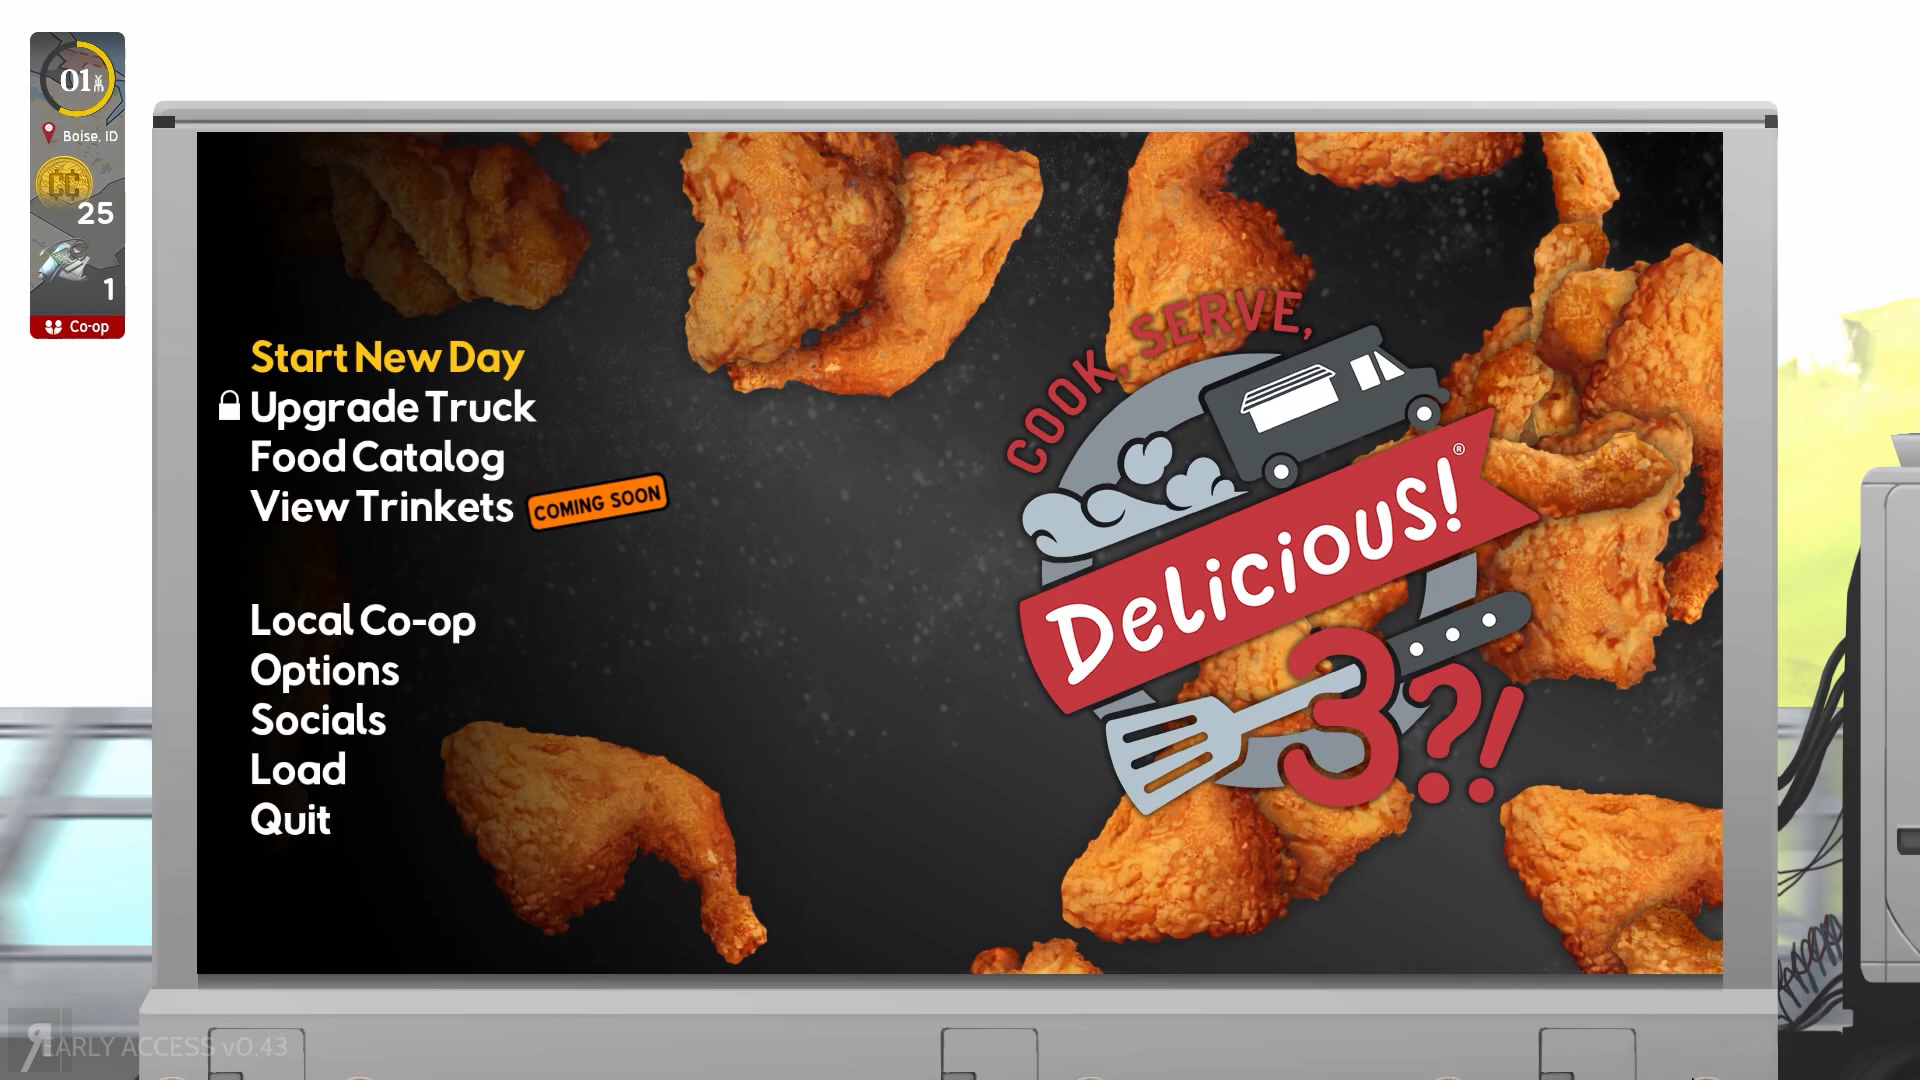 01
Boise, ID
CC
25
1
Co-op
Start New Day
Upgrade Truck
Food Catalog
View Trinkets COMING SOON
Local Co-op
Options
Socials
Load
Quit
COOK, SERVE,
Delicious!®
3?!
EARLY ACCESS v0.43